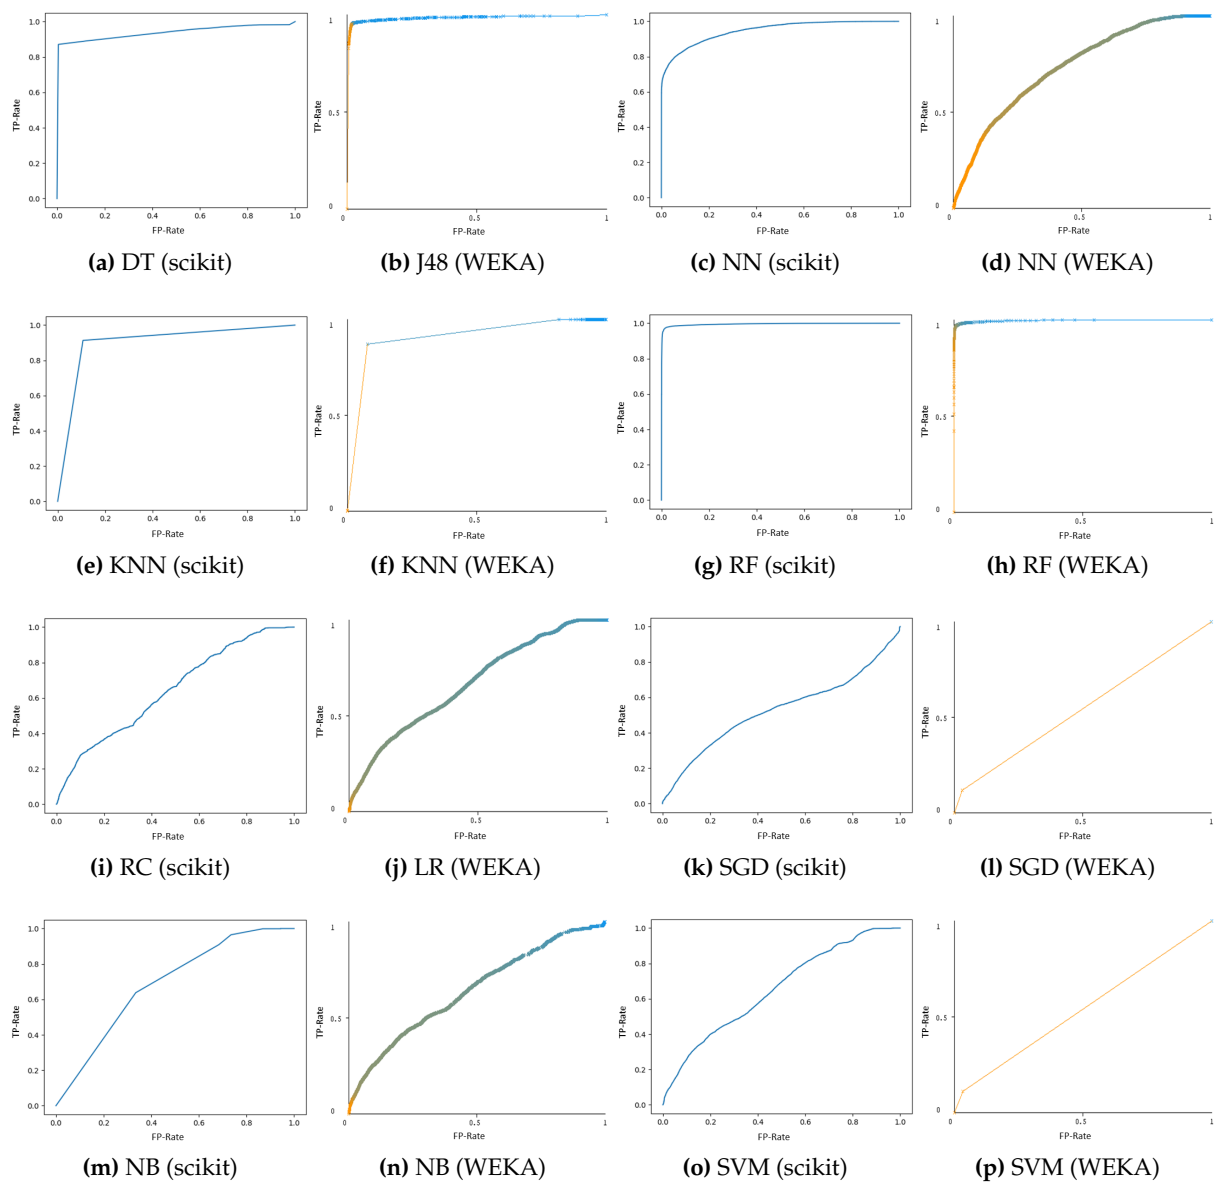 1.0
0.8
0.6
0.4
0.2
0.0
TP-Rate
0.0 0.2 0.4 0.6 0.8 1.0
FP-Rate
(a) DT (scikit)
1
0.5
0
TP-Rate
0 0.5 1
FP-Rate
(b) J48 (WEKA)
1.0
0.8
0.6
0.4
0.2
0.0
TP-Rate
0.0 0.2 0.4 0.6 0.8 1.0
FP-Rate
(c) NN (scikit)
1
0.5
0
TP-Rate
0 0.5 1
FP-Rate
(d) NN (WEKA)
1.0
0.8
0.6
0.4
0.2
0.0
TP-Rate
0.0 0.2 0.4 0.6 0.8 1.0
FP-Rate
(e) KNN (scikit)
1
0.5
0
TP-Rate
0 0.5 1
FP-Rate
(f) KNN (WEKA)
1.0
0.8
0.6
0.4
0.2
0.0
TP-Rate
0.0 0.2 0.4 0.6 0.8 1.0
FP-Rate
(g) RF (scikit)
1
0.5
0
TP-Rate
0 0.5 1
FP-Rate
(h) RF (WEKA)
1.0
0.8
0.6
0.4
0.2
0.0
TP-Rate
0.0 0.2 0.4 0.6 0.8 1.0
FP-Rate
(i) RC (scikit)
1
0.5
0
TP-Rate
0 0.5 1
FP-Rate
(j) LR (WEKA)
1.0
0.8
0.6
0.4
0.2
0.0
TP-Rate
0.0 0.2 0.4 0.6 0.8 1.0
FP-Rate
(k) SGD (scikit)
1
0.5
0
TP-Rate
0 0.5 1
FP-Rate
(l) SGD (WEKA)
1.0
0.8
0.6
0.4
0.2
0.0
TP-Rate
0.0 0.2 0.4 0.6 0.8 1.0
FP-Rate
(m) NB (scikit)
1
0.5
0
TP-Rate
0 0.5 1
FP-Rate
(n) NB (WEKA)
1.0
0.8
0.6
0.4
0.2
0.0
TP-Rate
0.0 0.2 0.4 0.6 0.8 1.0
FP-Rate
(o) SVM (scikit)
1
0.5
0
TP-Rate
0 0.5 1
FP-Rate
(p) SVM (WEKA)